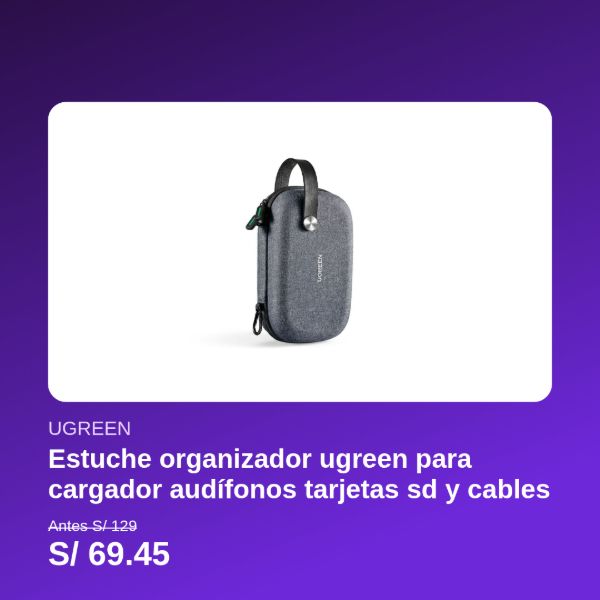 UGREEN
UGREEN
Estuche organizador ugreen para
cargador audífonos tarjetas sd y cables
Antes S/ 129
S/ 69.45